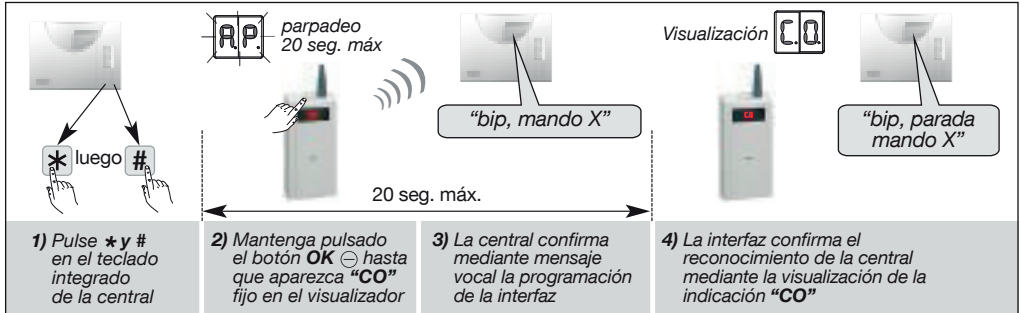 A.P.
parpadeo
20 seg. máx
"bip, mando X"
Visualización C.O.
CO
"bip, parada
mando X"
* luego #
20 seg. máx.
1) Pulse * y #
en el teclado
integrado
de la central
2) Mantenga pulsado
el botón OK ⊖ hasta
que aparezca "CO"
fijo en el visualizador
3) La central confirma
mediante mensaje
vocal la programación
de la interfaz
4) La interfaz confirma el
reconocimiento de la central
mediante la visualización de la
indicación "CO"